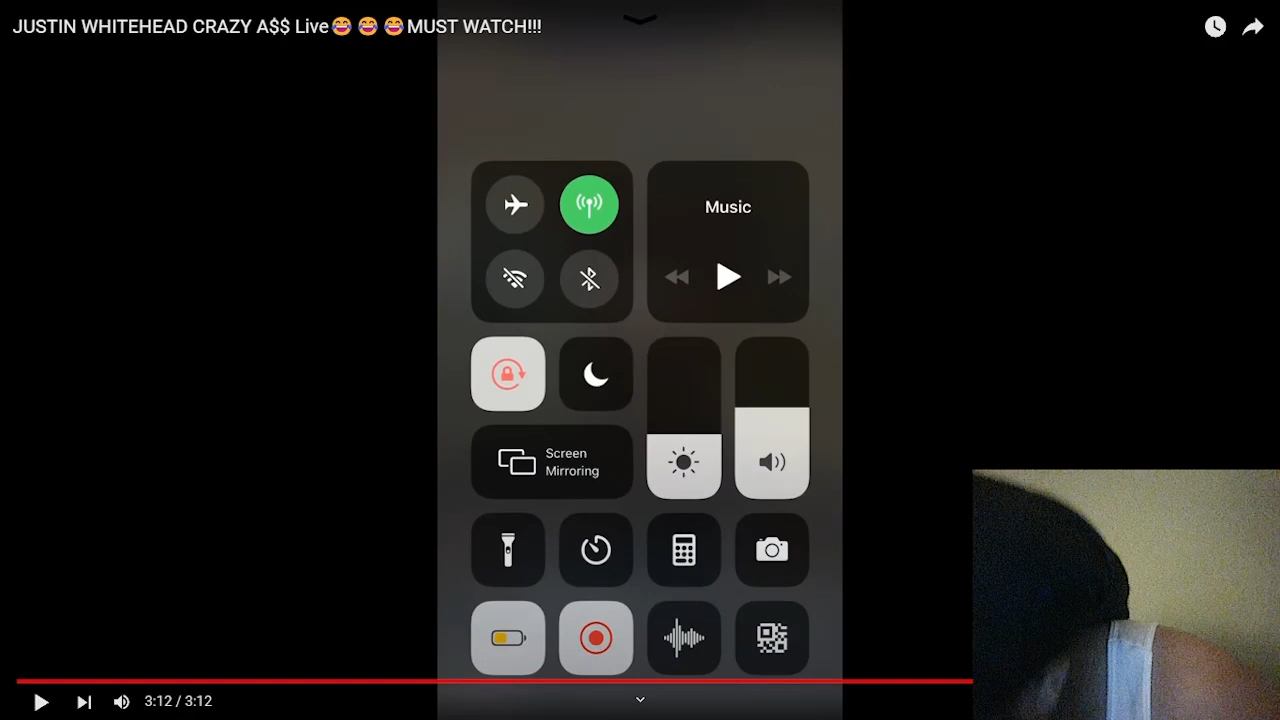 JUSTIN WHITEHEAD CRAZY A$$ Live😂 😂 😂MUST WATCH!!!
Music
Screen
Mirroring
3:12 / 3:12